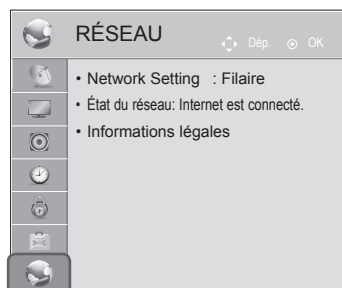 RÉSEAU
Dép. OK
• Network Setting : Filaire
• État du réseau: Internet est connecté.
• Informations légales